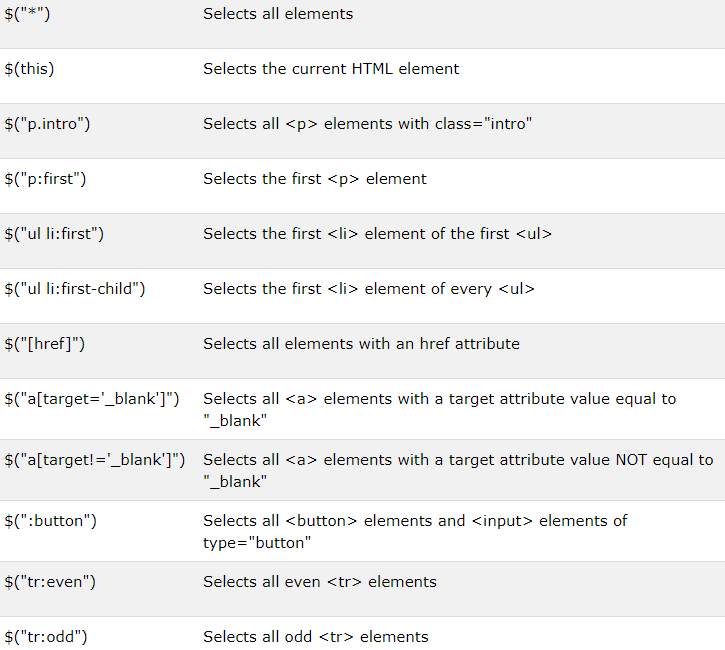 $("*") Selects all elements
$(this) Selects the current HTML element
$("p.intro") Selects all <p> elements with class="intro"
$("p:first") Selects the first <p> element
$("ul li:first") Selects the first <li> element of the first <ul>
$("ul li:first-child") Selects the first <li> element of every <ul>
$("[href]") Selects all elements with an href attribute
$("a[target='_blank']") Selects all <a> elements with a target attribute value equal to
"_blank"
$("a[target!='_blank']") Selects all <a> elements with a target attribute value NOT equal to
"_blank"
$(":button") Selects all <button> elements and <input> elements of
type="button"
$("tr:even") Selects all even <tr> elements
$("tr:odd") Selects all odd <tr> elements